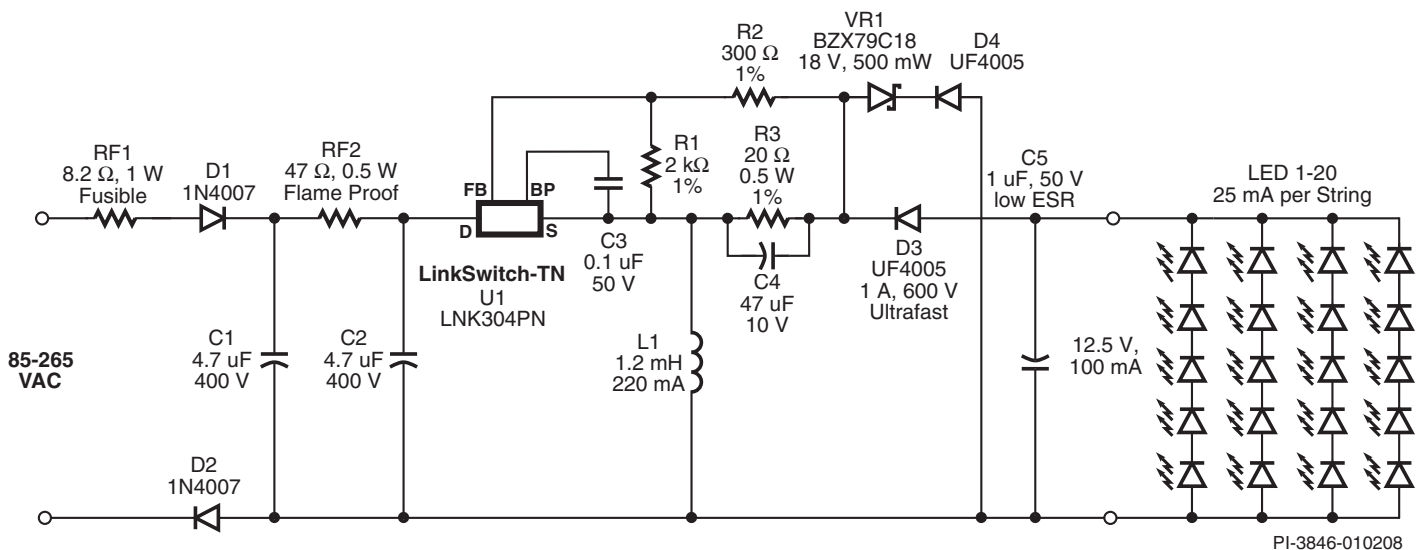 RF1
8.2 Ω, 1 W
Fusible
D1
1N4007
RF2
47 Ω, 0.5 W
Flame Proof
FB
BP
D
S
LinkSwitch-TN
U1
LNK304PN
C3
0.1 uF
50 V
R1
2 kΩ
1%
R2
300 Ω
1%
VR1
BZX79C18
18 V, 500 mW
D4
UF4005
R3
20 Ω
0.5 W
1%
C4
47 uF
10 V
D3
UF4005
1 A, 600 V
Ultrafast
C5
1 uF, 50 V
low ESR
LED 1-20
25 mA per String
85-265
VAC
C1
4.7 uF
400 V
C2
4.7 uF
400 V
L1
1.2 mH
220 mA
12.5 V,
100 mA
D2
1N4007
PI-3846-010208